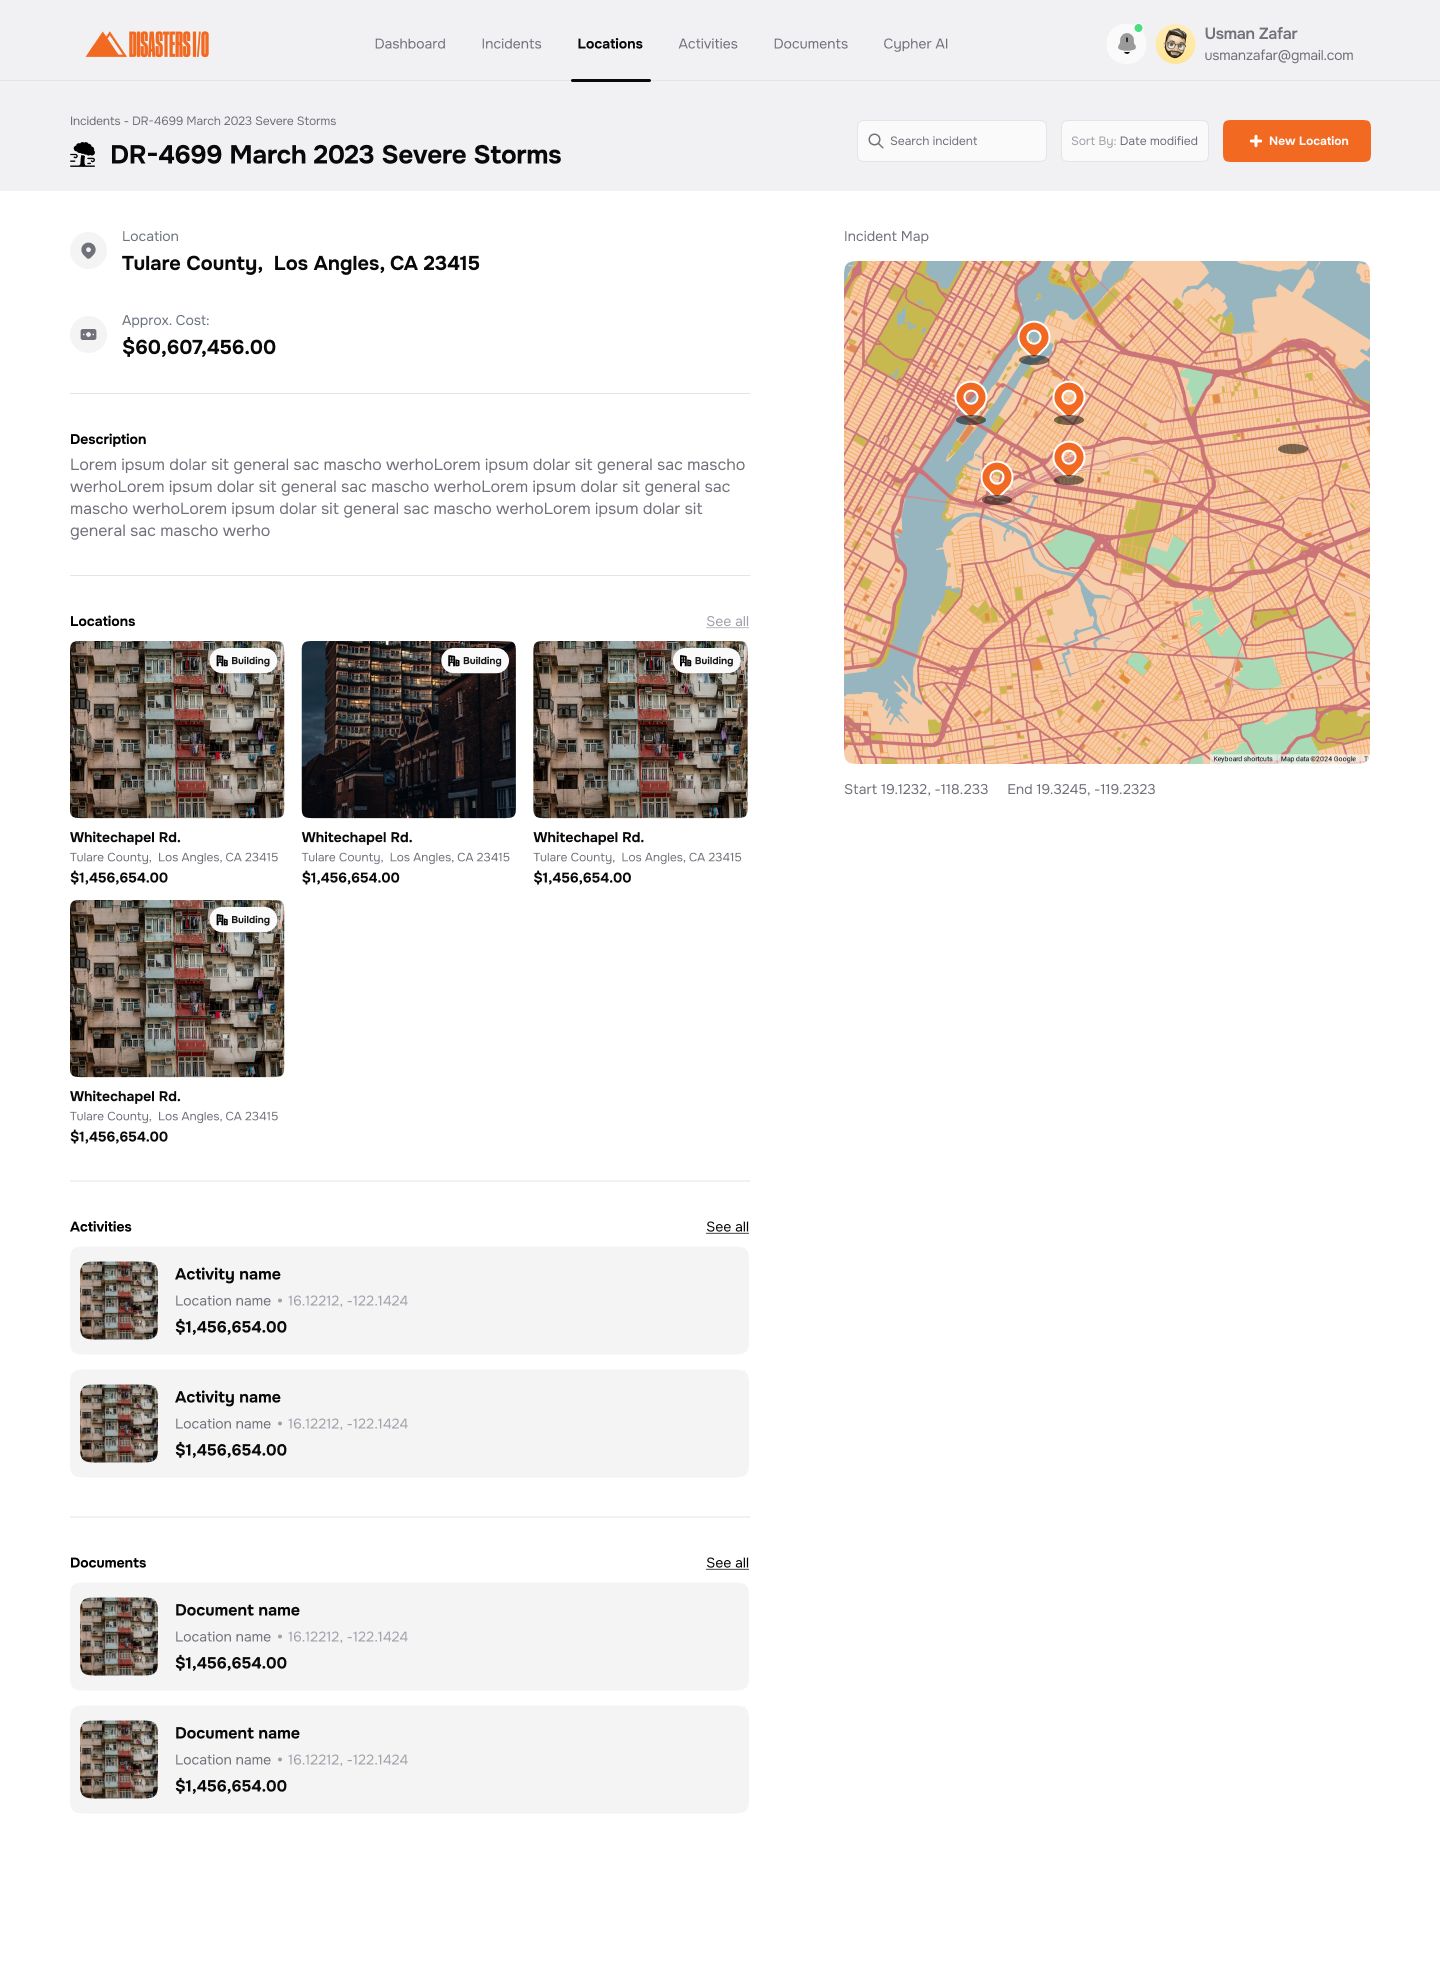 DISASTERS I/O
Dashboard
Incidents
Locations
Activities
Documents
Cypher AI
Usman Zafar
usmanzafar@gmail.com
Incidents - DR-4699 March 2023 Severe Storms
DR-4699 March 2023 Severe Storms
Search incident
Sort By: Date modified
New Location
Location
Tulare County, Los Angles, CA 23415
Approx. Cost:
$60,607,456.00
Description
Lorem ipsum dolar sit general sac mascho werhoLorem ipsum dolar sit general sac mascho
werhoLorem ipsum dolar sit general sac mascho werhoLorem ipsum dolar sit general sac
mascho werhoLorem ipsum dolar sit general sac mascho werhoLorem ipsum dolar sit
general sac mascho werho
Locations
See all
Building
Whitechapel Rd.
Tulare County, Los Angles, CA 23415
$1,456,654.00
Building
Whitechapel Rd.
Tulare County, Los Angles, CA 23415
$1,456,654.00
Building
Whitechapel Rd.
Tulare County, Los Angles, CA 23415
$1,456,654.00
Building
Whitechapel Rd.
Tulare County, Los Angles, CA 23415
$1,456,654.00
Activities
See all
Activity name
Location name • 16.12212, -122.1424
$1,456,654.00
Activity name
Location name • 16.12212, -122.1424
$1,456,654.00
Documents
See all
Document name
Location name • 16.12212, -122.1424
$1,456,654.00
Document name
Location name • 16.12212, -122.1424
$1,456,654.00
Incident Map
Keyboard shortcuts
Map data ©2024 Google
T
Start 19.1232, -118.233
End 19.3245, -119.2323